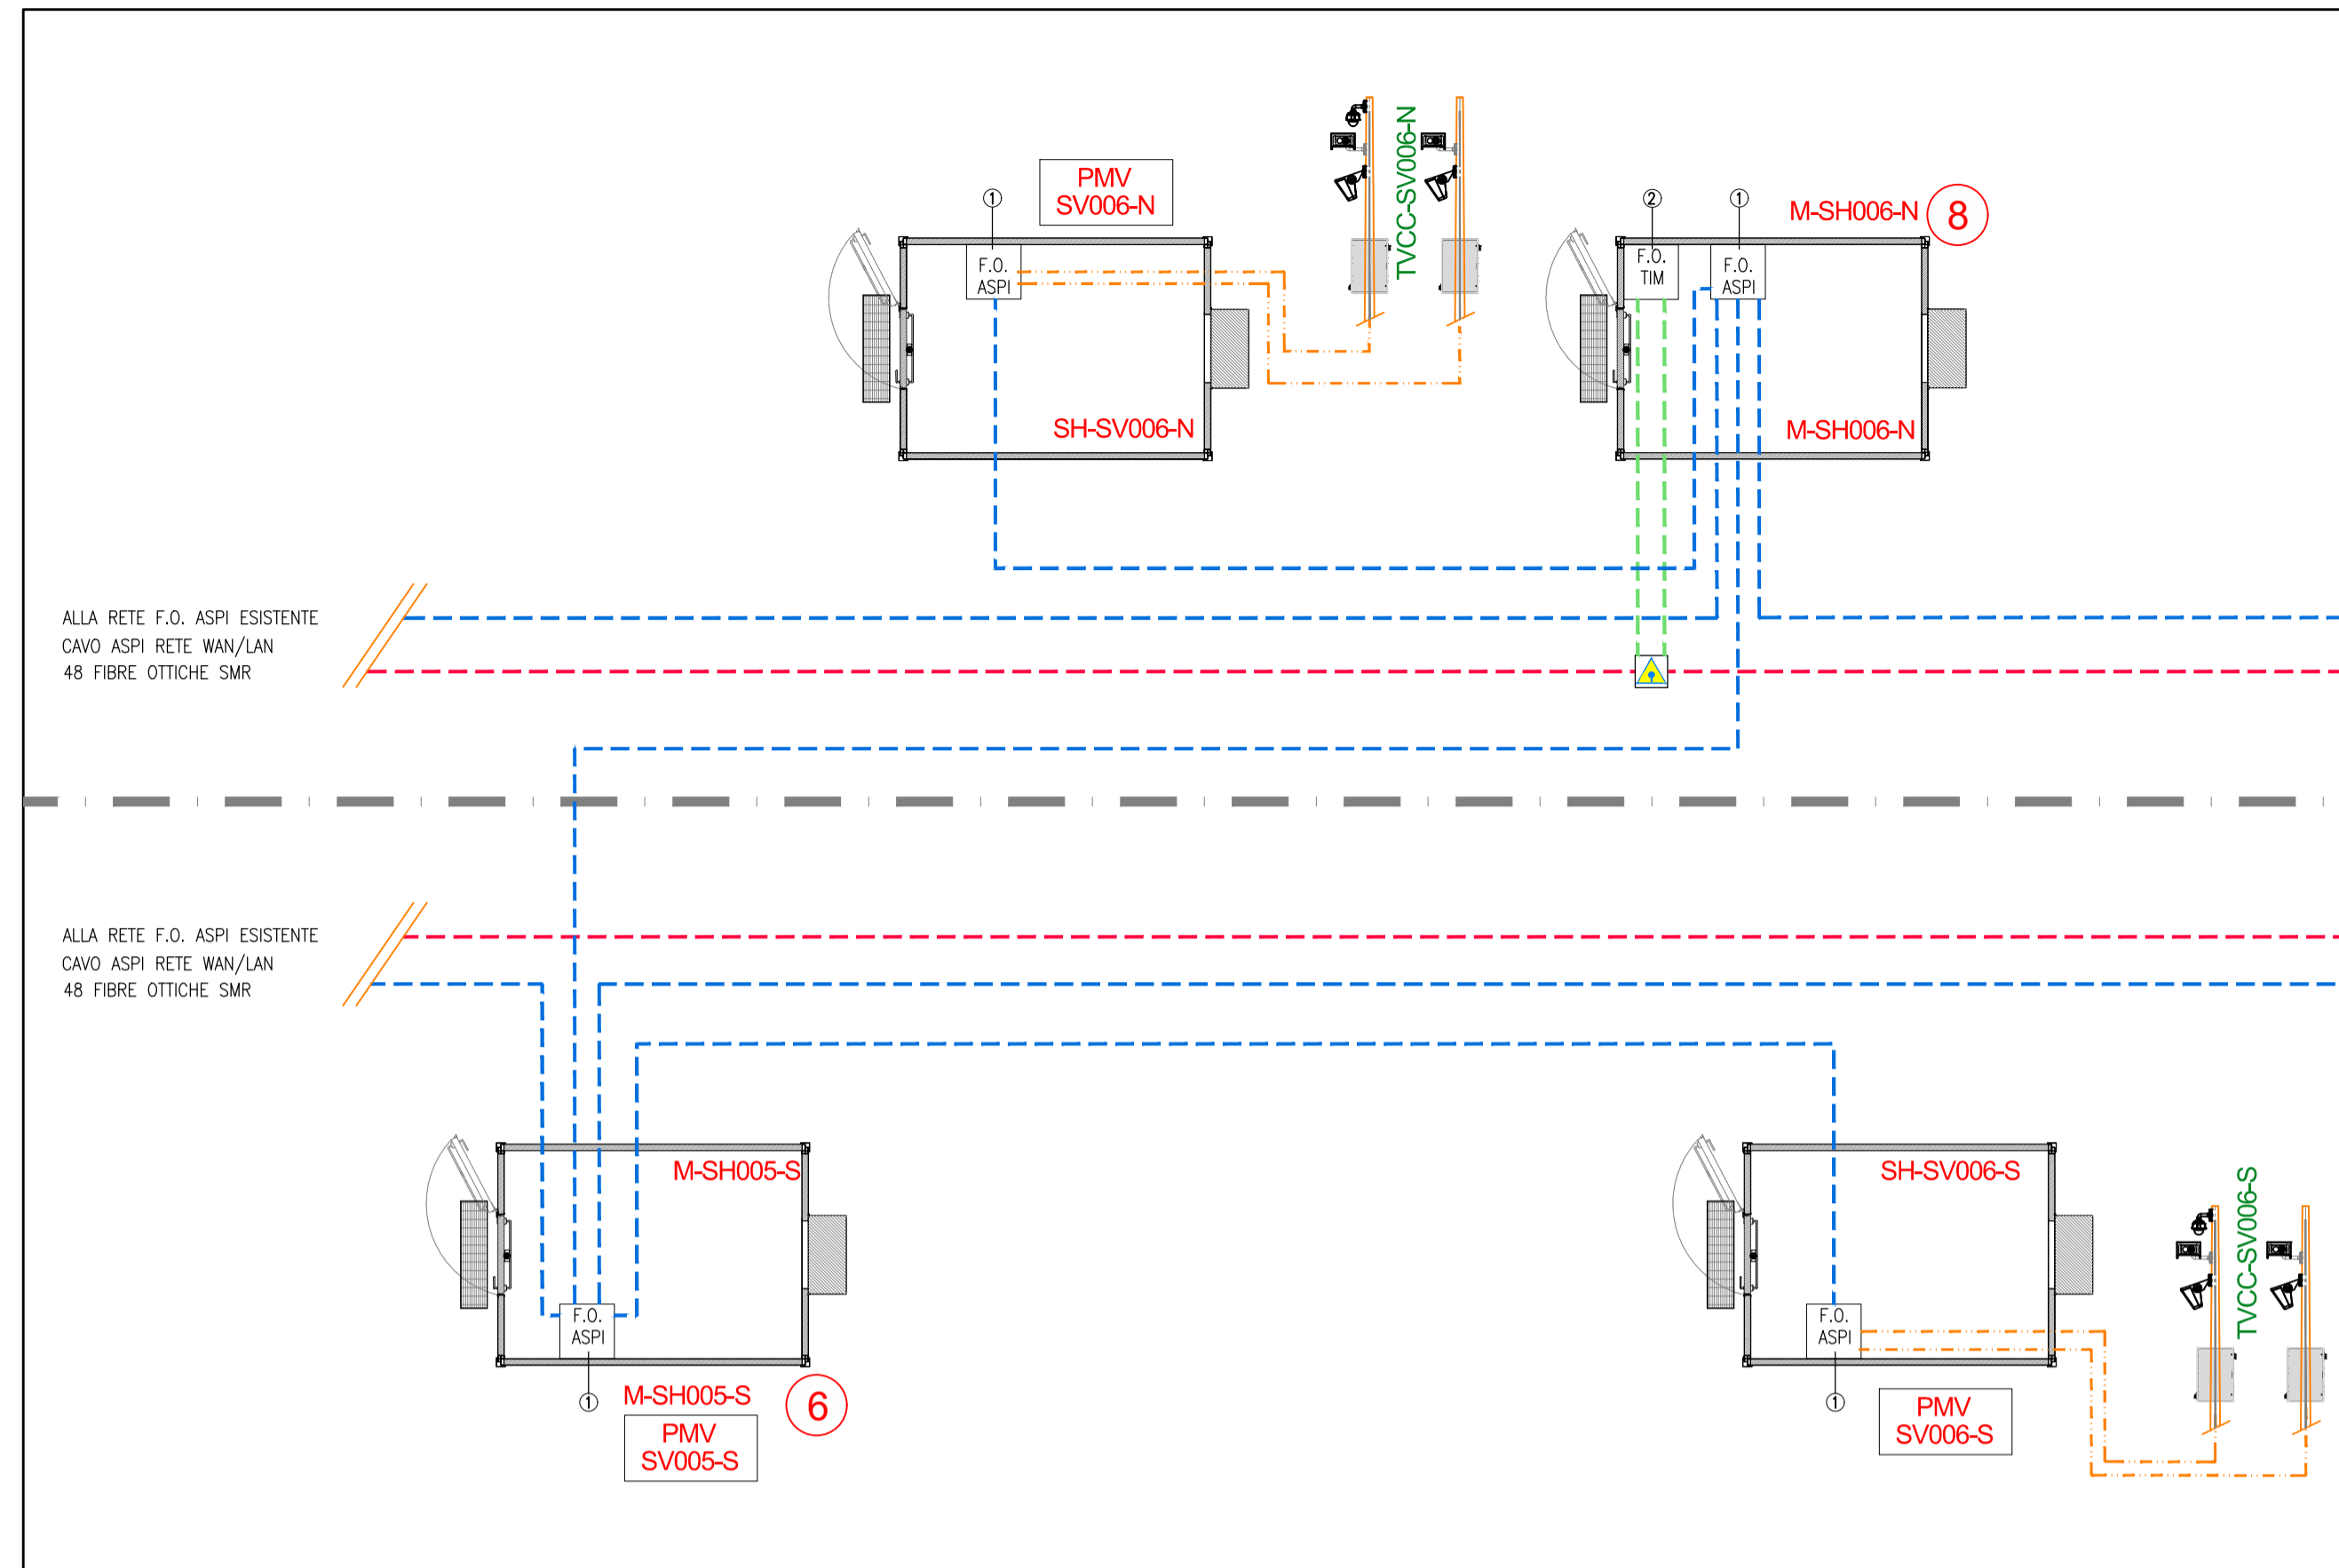 PMV
SV006-N
TVCC-SV006-N
1
2
1
M-SH006-N
8
F.O.
ASPI
F.O.
TIM
F.O.
ASPI
SH-SV006-N
M-SH006-N
ALLA RETE F.O. ASPI ESISTENTE
CAVO ASPI RETE WAN/LAN
48 FIBRE OTTICHE SMR
ALLA RETE F.O. ASPI ESISTENTE
CAVO ASPI RETE WAN/LAN
48 FIBRE OTTICHE SMR
M-SH005-S
SH-SV006-S
TVCC-SV006-S
F.O.
ASPI
F.O.
ASPI
1
M-SH005-S
6
PMV
SV005-S
1
PMV
SV006-S